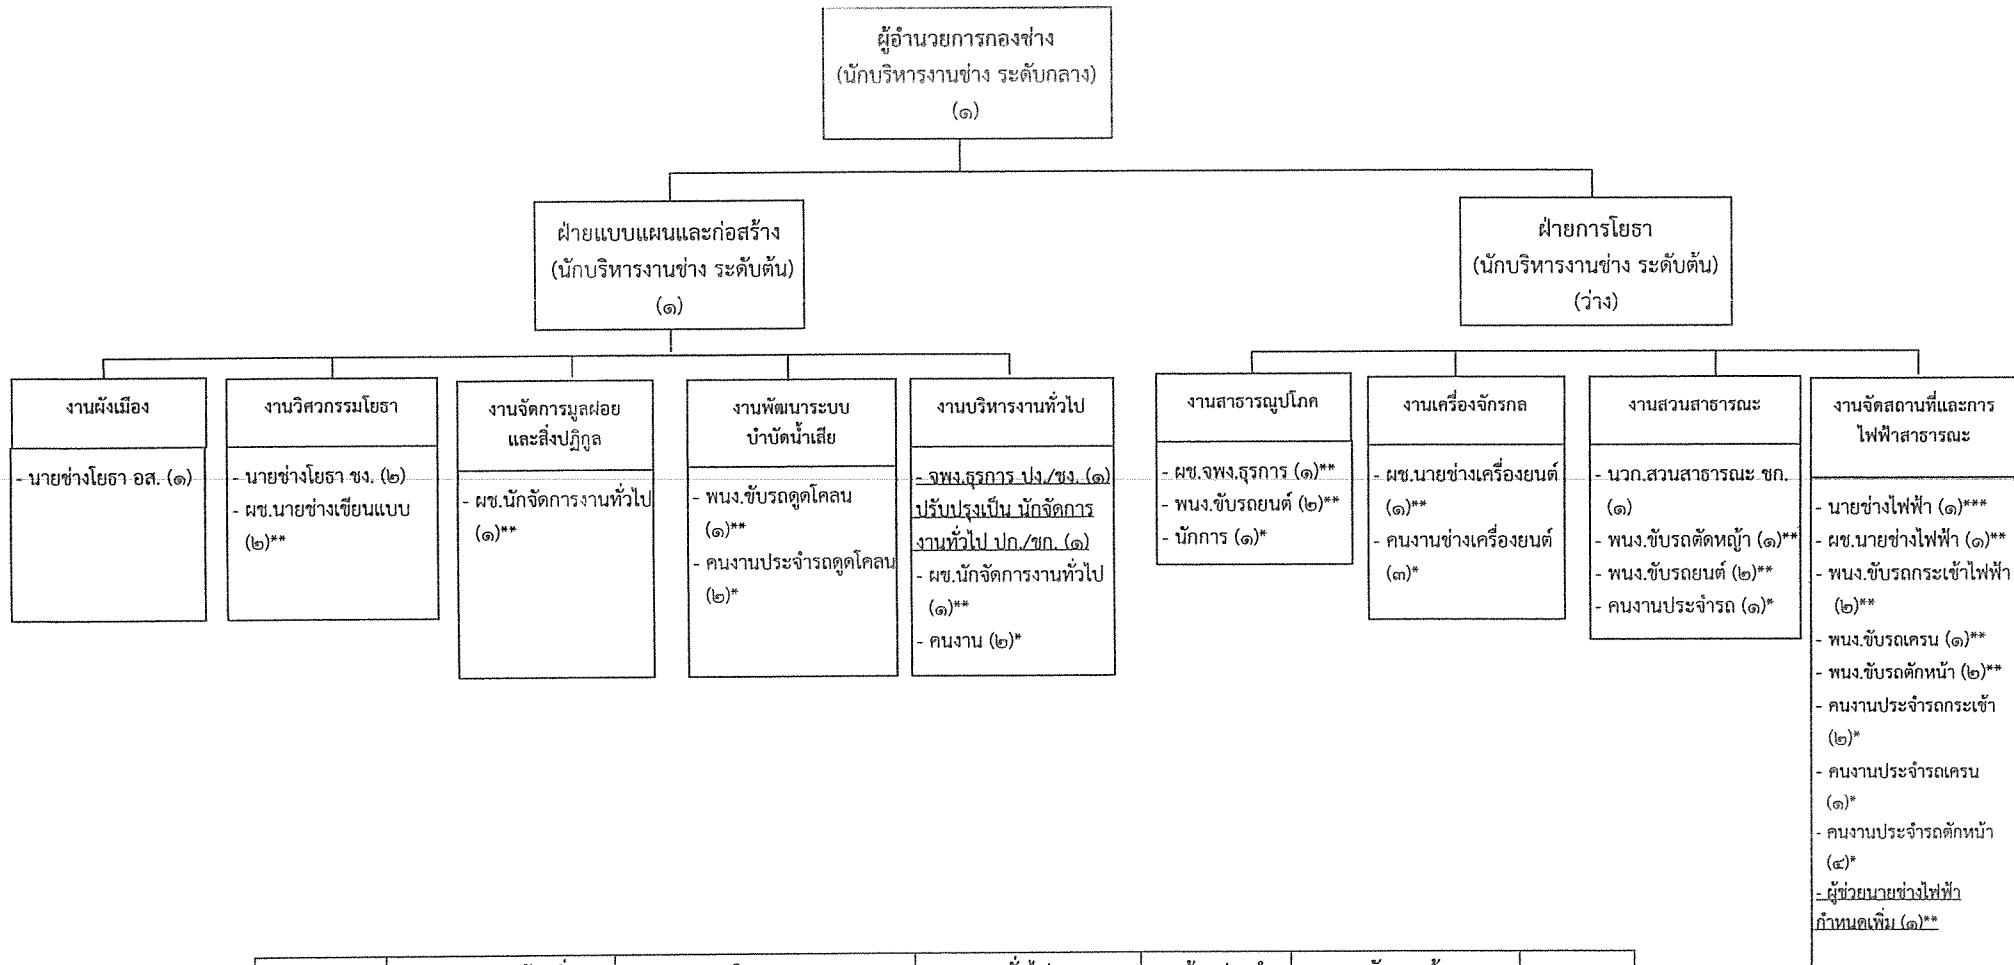 ผู้อำนวยการกองช่าง
(นักบริหารงานช่าง ระดับกลาง)
(๑)
ฝ่ายแบบแผนและก่อสร้าง
(นักบริหารงานช่าง ระดับต้น)
(๑)
ฝ่ายการโยธา
(นักบริหารงานช่าง ระดับต้น)
(ว่าง)
งานผังเมือง
- นายช่างโยธา อส. (๑)
งานวิศวกรรมโยธา
- นายช่างโยธา ชง. (๒)
- ผช.นายช่างเขียนแบบ
(๒)**
งานจัดการมูลฝอย
และสิ่งปฏิกูล
- ผช.นักจัดการงานทั่วไป
(๑)**
งานพัฒนาระบบ
บำบัดน้ำเสีย
- พนง.ขับรถดูดโคลน
(๑)**
- คนงานประจำรถดูดโคลน
(๒)*
งานบริหารงานทั่วไป
- จพง.ธุรการ ปง./ชง. (๑)
ปรับปรุงเป็น นักจัดการ
งานทั่วไป ปก./ชก. (๑)
- ผช.นักจัดการงานทั่วไป
(๑)**
- คนงาน (๒)*
งานสาธารณูปโภค
- ผช.จพง.ธุรการ (๑)**
- พนง.ขับรถยนต์ (๒)**
- นักการ (๑)*
งานเครื่องจักรกล
- ผช.นายช่างเครื่องยนต์
(๑)**
- คนงานช่างเครื่องยนต์
(๓)*
งานสวนสาธารณะ
- นวก.สวนสาธารณะ ชก.
(๑)
- พนง.ขับรถตัดหญ้า (๑)**
- พนง.ขับรถยนต์ (๒)**
- คนงานประจำรถ (๑)*
งานจัดสถานที่และการ
ไฟฟ้าสาธารณะ
- นายช่างไฟฟ้า (๑)***
- ผช.นายช่างไฟฟ้า (๑)**
- พนง.ขับรถกระเช้าไฟฟ้า
(๒)**
- พนง.ขับรถเครน (๑)**
- พนง.ขับรถตักหน้า (๒)**
- คนงานประจำรถกระเช้า
(๒)*
- คนงานประจำรถเครน
(๑)*
- คนงานประจำรถตักหน้า
(๔)*
- ผู้ช่วยนายช่างไฟฟ้า
กำหนดเพิ่ม (๑)**